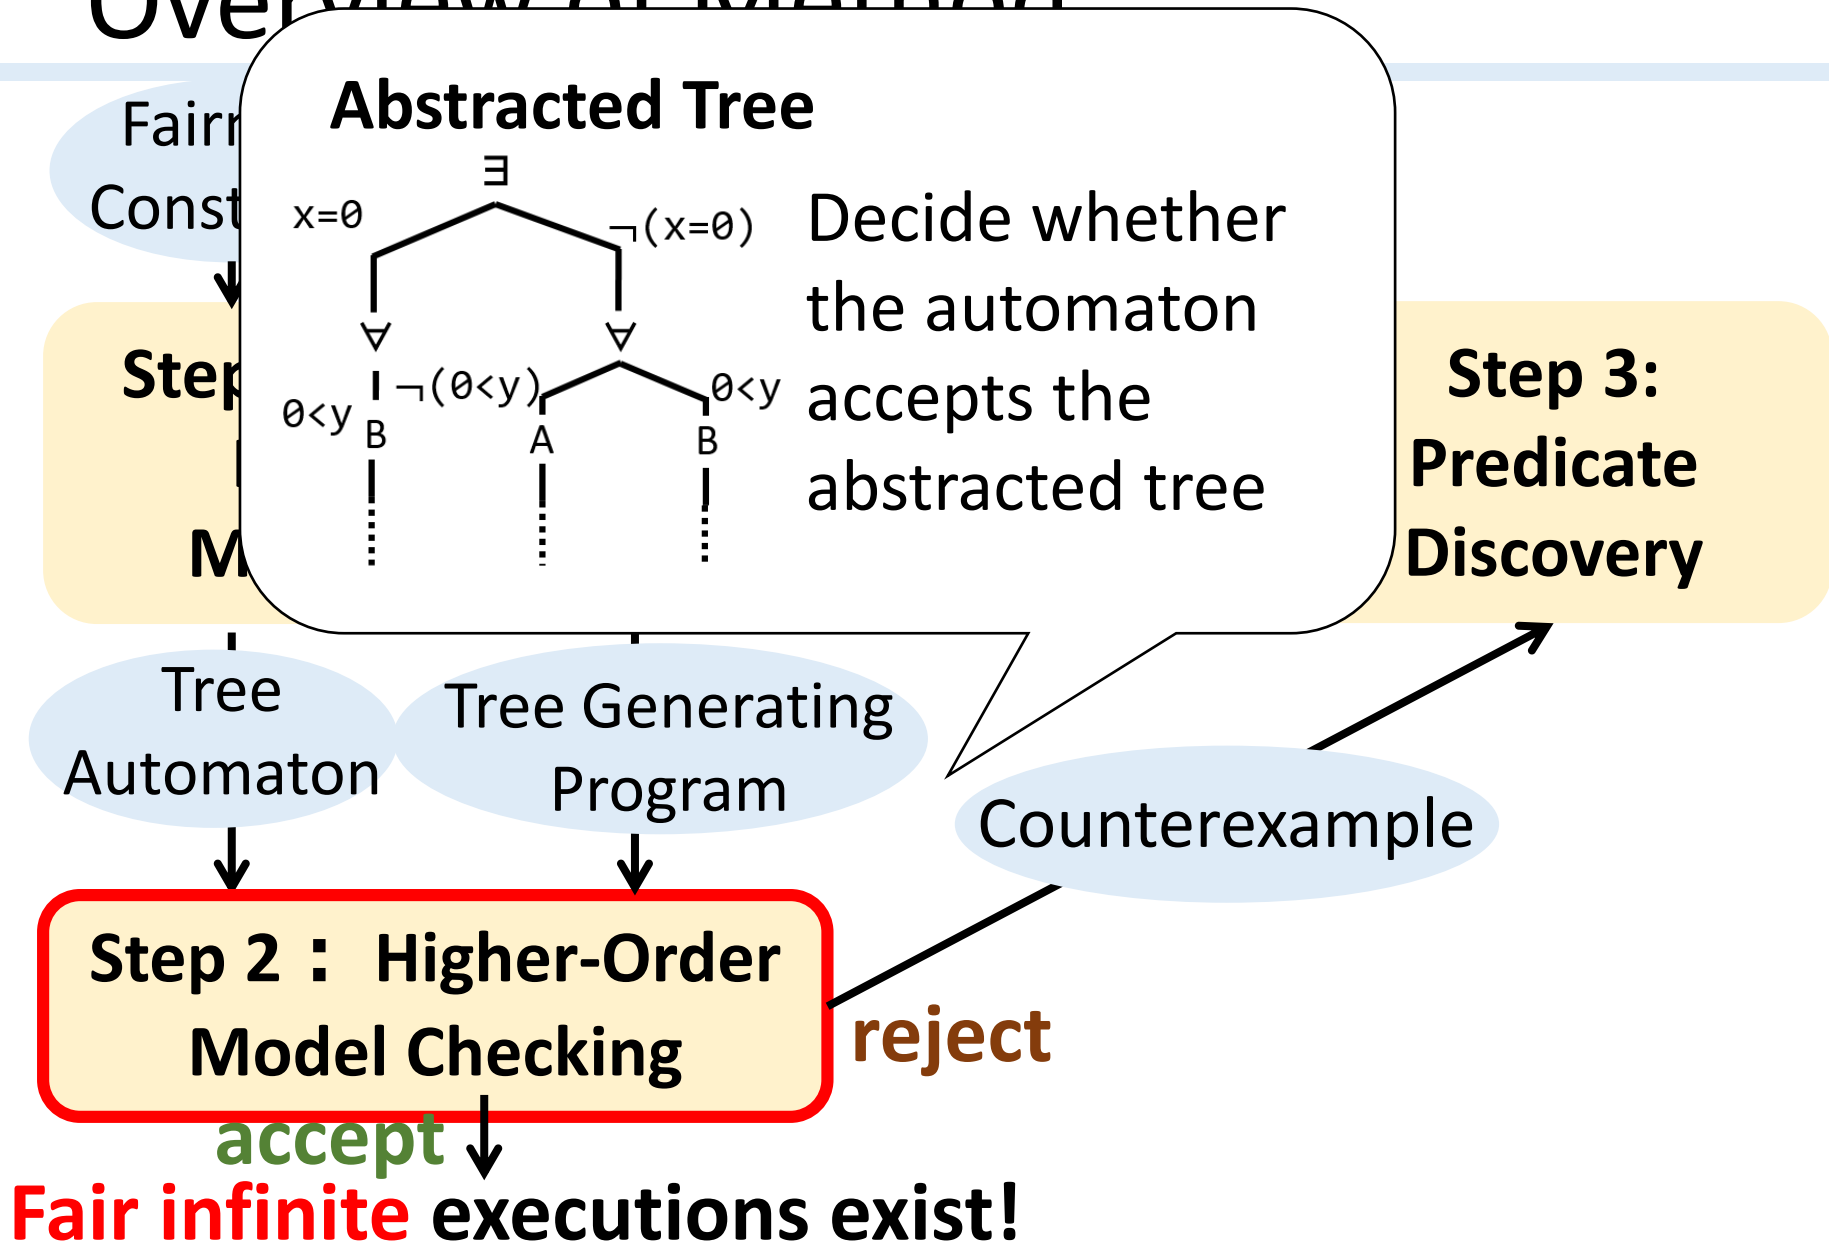 Abstracted Tree
∃
x=0
¬(x=0)
∀ ∀
0<y
¬(0<y)
0<y
B A B
Decide whether
the automaton
accepts the
abstracted tree
Step 3:
Predicate
Discovery
Tree
Automaton
Tree Generating
Program
Counterexample
Step 2： Higher-Order
Model Checking
reject
accept
Fair infinite executions exist!